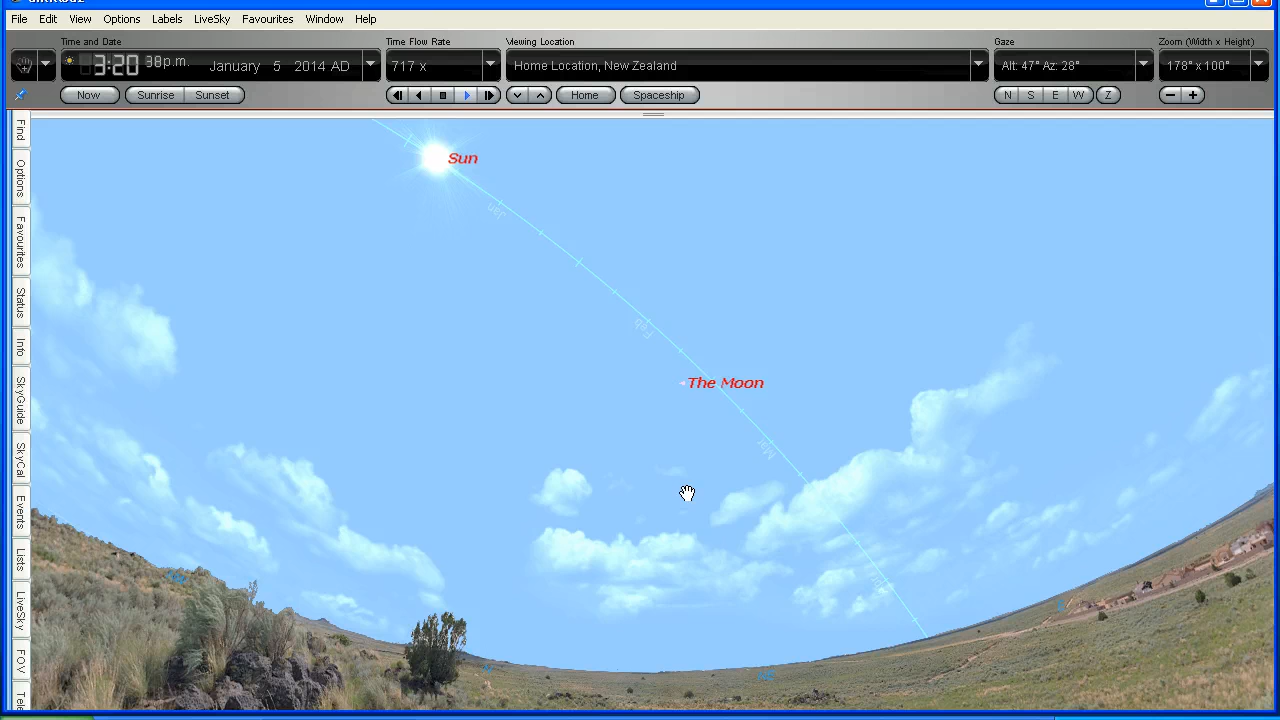 File Edit View Options Labels LiveSky Favourites Window Help
Time and Date Time Flow Rate Viewing Location Gaze Zoom (Width x Height)
3:20 38p.m. January 5 2014 AD 717 x Home Location, New Zealand Alt: 47° Az: 28° 178° x 100°
Now Sunrise Sunset Home Spaceship N S E W Z
Find
Options
Favourites
Status
Info
SkyGuide
SkyCal
Events
Lists
LiveSky
FOV
Sun
Jan
Feb
The Moon
Mar